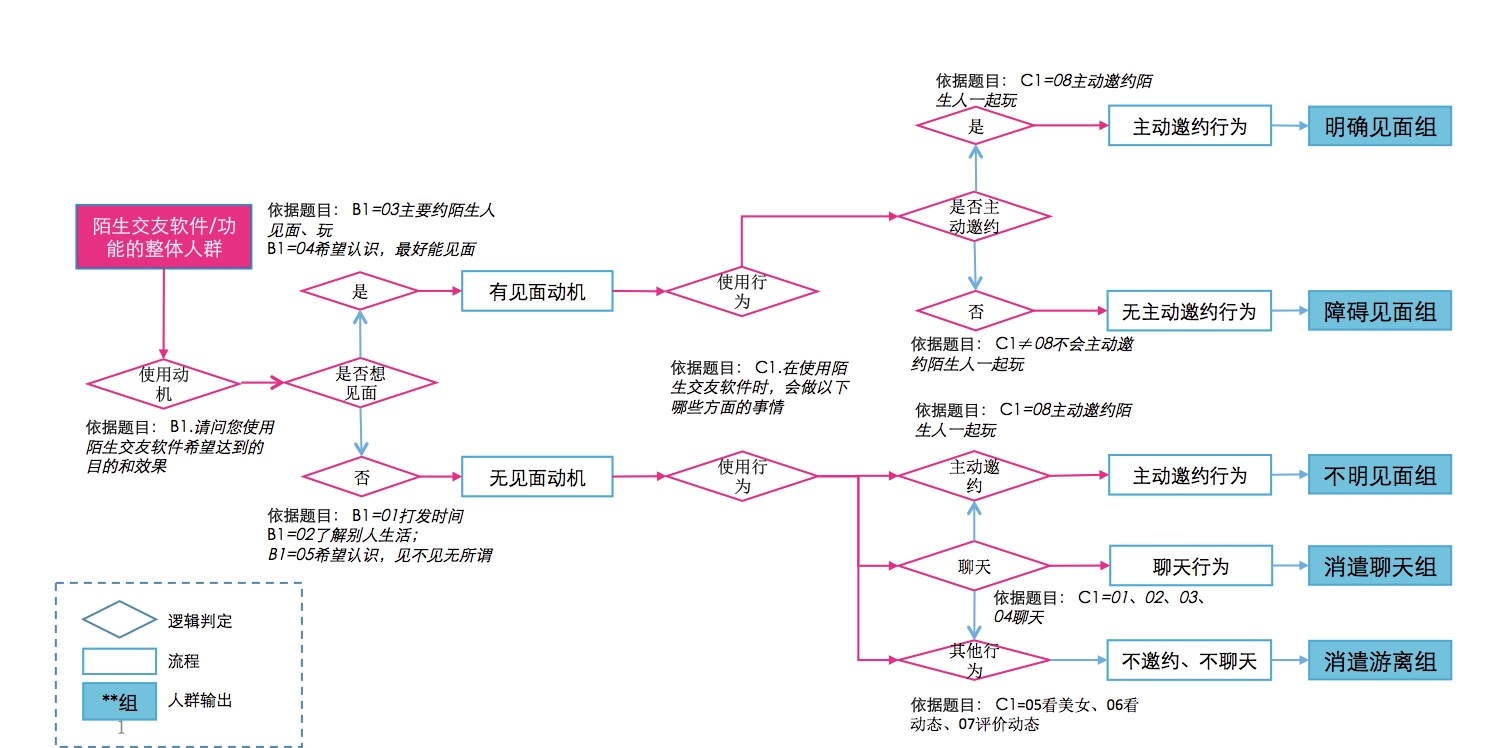 陌生交友软件/功
能的整体人群
使用动
机
依据题目： B1.请问您使用
陌生交友软件希望达到的
目的和效果
依据题目： B1=03主要约陌生人
见面、玩
B1=04希望认识，最好能见面
是
是否想
见面
否
依据题目： B1=01打发时间
B1=02了解别人生活；
B1=05希望认识，见不见无所谓
有见面动机
无见面动机
使用行
为
依据题目： C1.在使用陌
生交友软件时，会做以下
哪些方面的事情
使用行
为
依据题目： C1=08主动邀约陌
生人一起玩
是
主动邀约行为
明确见面组
是否主
动邀约
否
无主动邀约行为
障碍见面组
依据题目： C1≠08不会主动邀
约陌生人一起玩
依据题目： C1=08主动邀约陌
生人一起玩
主动邀
约
主动邀约行为
不明见面组
聊天
聊天行为
消遣聊天组
依据题目： C1=01、02、03、
04聊天
其他行
为
不邀约、不聊天
消遣游离组
依据题目： C1=05看美女、06看
动态、07评价动态
逻辑判定
流程
**组
人群输出
1